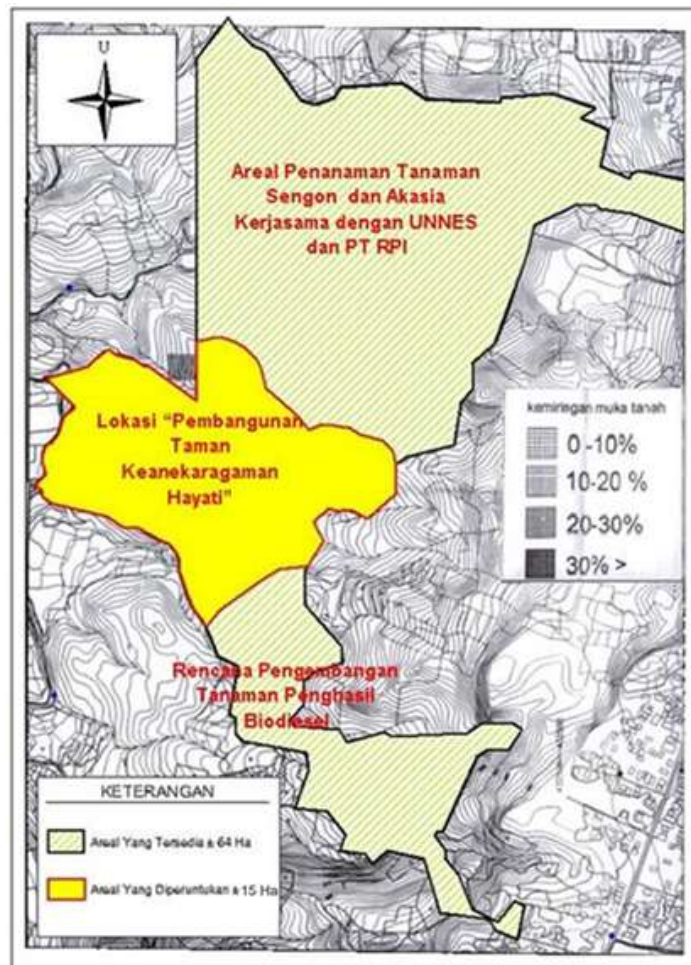 U
Areal Penanaman Tanaman
Sengon dan Akasia
Kerjasama dengan UNNES
dan PT RPI
Lokasi "Pembangunan
Taman
Keanekaragaman
Hayati"
kemiringan muka tanah
0 -10%
10-20 %
20-30%
30% >
Rencana Pengembangan
Tanaman Penghasil
Biodiesel
KETERANGAN
Areal Yang Tersedia ± 64 Ha
Areal Yang Diperuntukan ± 15 Ha